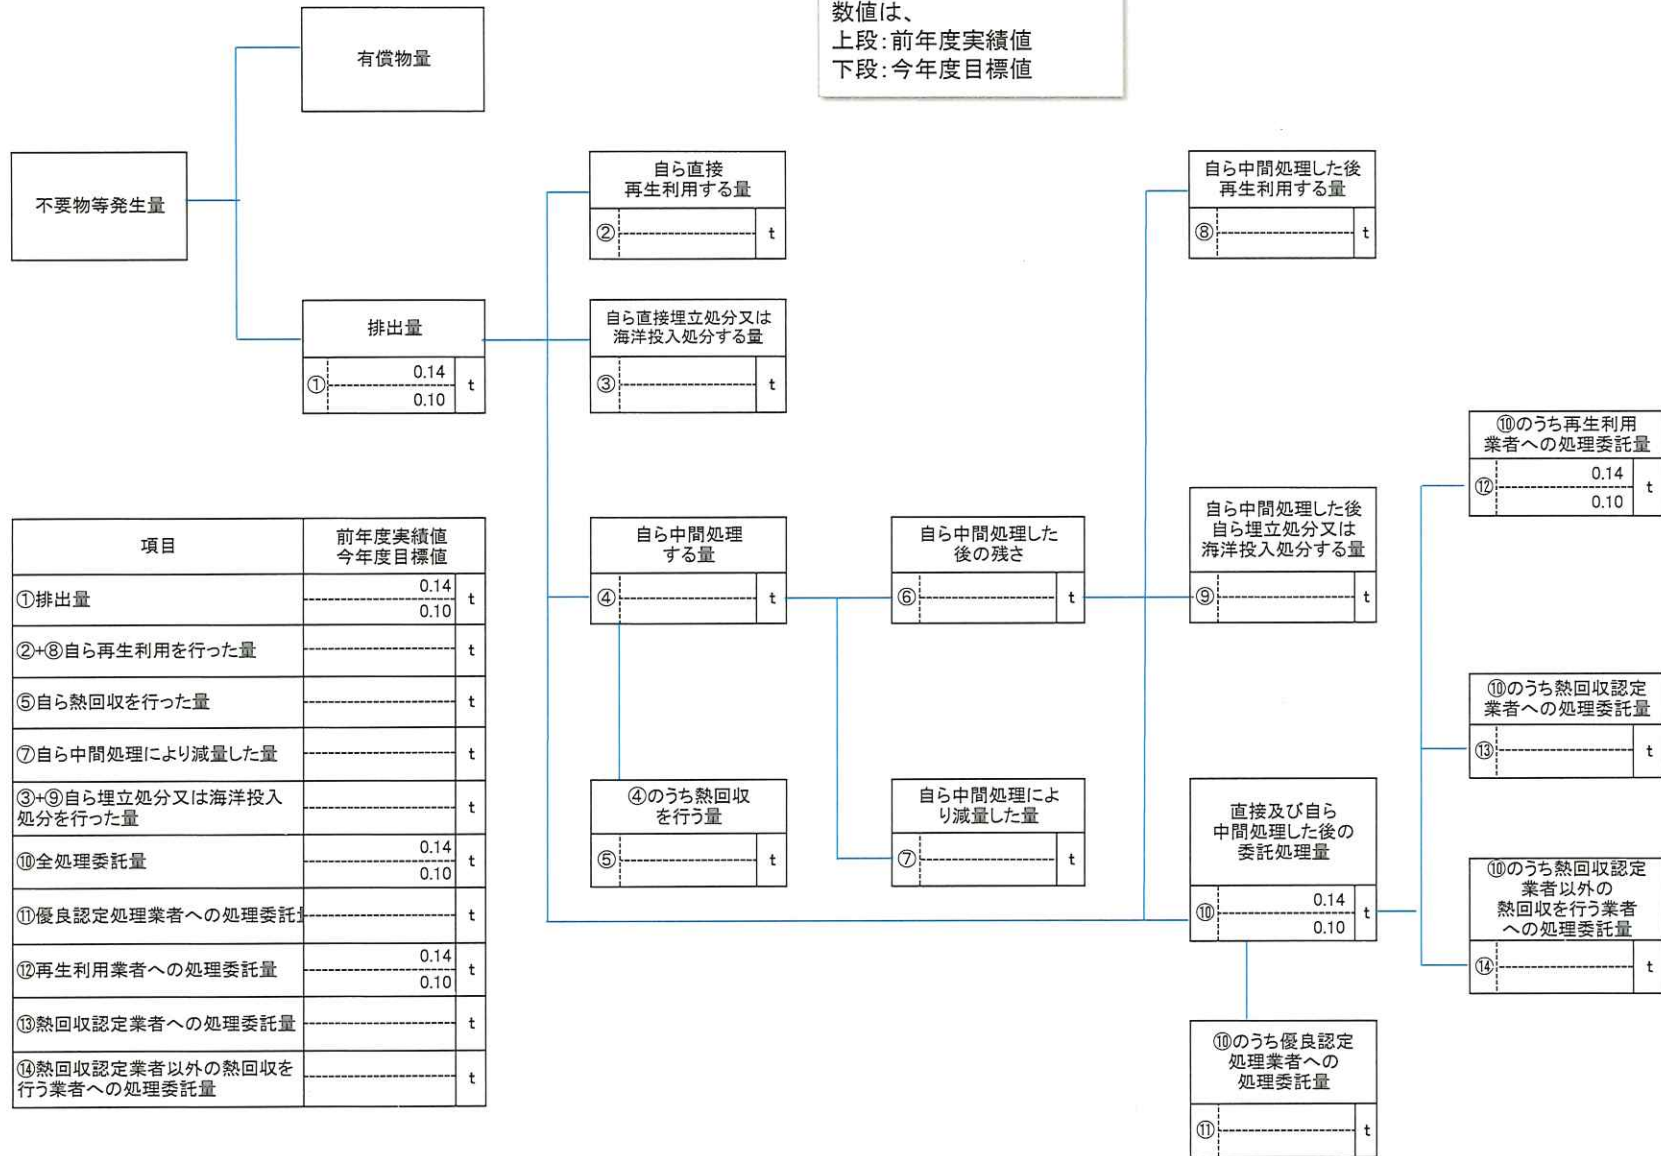 数値は、
上段:前年度実績値
下段:今年度目標値
有償物量
不要物等発生量
排出量
①
0.14
0.10
t
自ら直接
再生利用する量
②
t
自ら直接埋立処分又は
海洋投入処分する量
③
t
自ら中間処理した後
再生利用する量
⑧
t
自ら中間処理
する量
④
t
自ら中間処理した
後の残さ
⑥
t
自ら中間処理した後
自ら埋立処分又は
海洋投入処分する量
⑨
t
④のうち熱回収
を行う量
⑤
t
自ら中間処理によ
り減量した量
⑦
t
直接及び自ら
中間処理した後の
委託処理量
⑩
0.14
0.10
t
⑩のうち優良認定
処理業者への
処理委託量
⑪
t
⑩のうち再生利用
業者への処理委託量
⑫
0.14
0.10
t
⑩のうち熱回収認定
業者への処理委託量
⑬
t
⑩のうち熱回収認定
業者以外の
熱回収を行う業者
への処理委託量
⑭
t
項目
前年度実績値
今年度目標値
①排出量
0.14
0.10
t
②+⑧自ら再生利用を行った量
t
⑤自ら熱回収を行った量
t
⑦自ら中間処理により減量した量
t
③+⑨自ら埋立処分又は海洋投入
処分を行った量
t
⑩全処理委託量
0.14
0.10
t
⑪優良認定処理業者への処理委託
t
⑫再生利用業者への処理委託量
0.14
0.10
t
⑬熱回収認定業者への処理委託量
t
⑭熱回収認定業者以外の熱回収を
行う業者への処理委託量
t